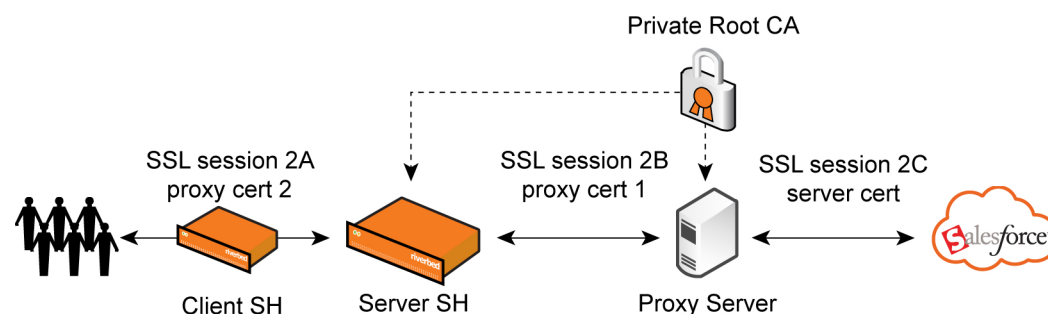 Private Root CA
SSL session 2A
proxy cert 2
SSL session 2B
proxy cert 1
SSL session 2C
server cert
riverbed
riverbed
salesforce
Client SH
Server SH
Proxy Server